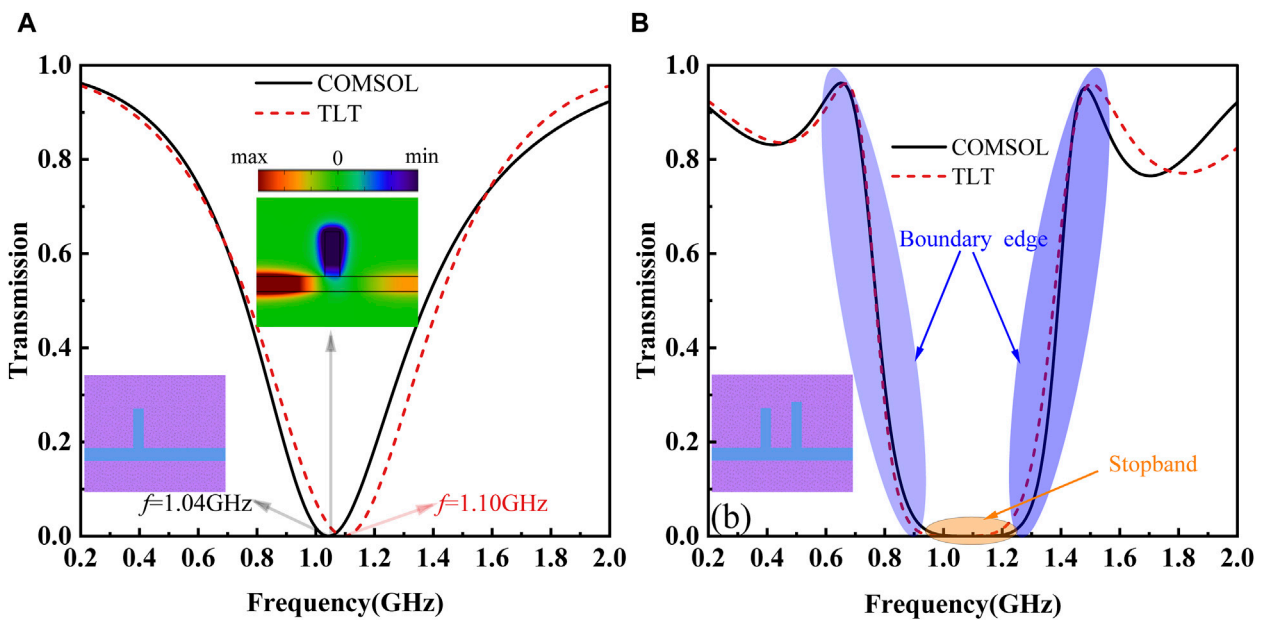 A
COMSOL
TLT
max 0 min
f=1.04GHz
f=1.10GHz
Transmission
1.0
0.8
0.6
0.4
0.2
0.0
0.2 0.4 0.6 0.8 1.0 1.2 1.4 1.6 1.8 2.0
Frequency(GHz)
B
COMSOL
TLT
Boundary edge
Stopband
(b)
Transmission
1.0
0.8
0.6
0.4
0.2
0.0
0.2 0.4 0.6 0.8 1.0 1.2 1.4 1.6 1.8 2.0
Frequency(GHz)